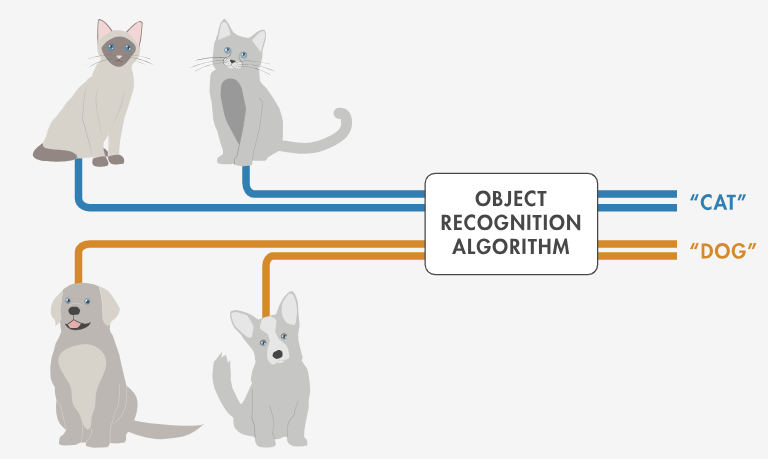 OBJECT
RECOGNITION
ALGORITHM
“CAT”
“DOG”